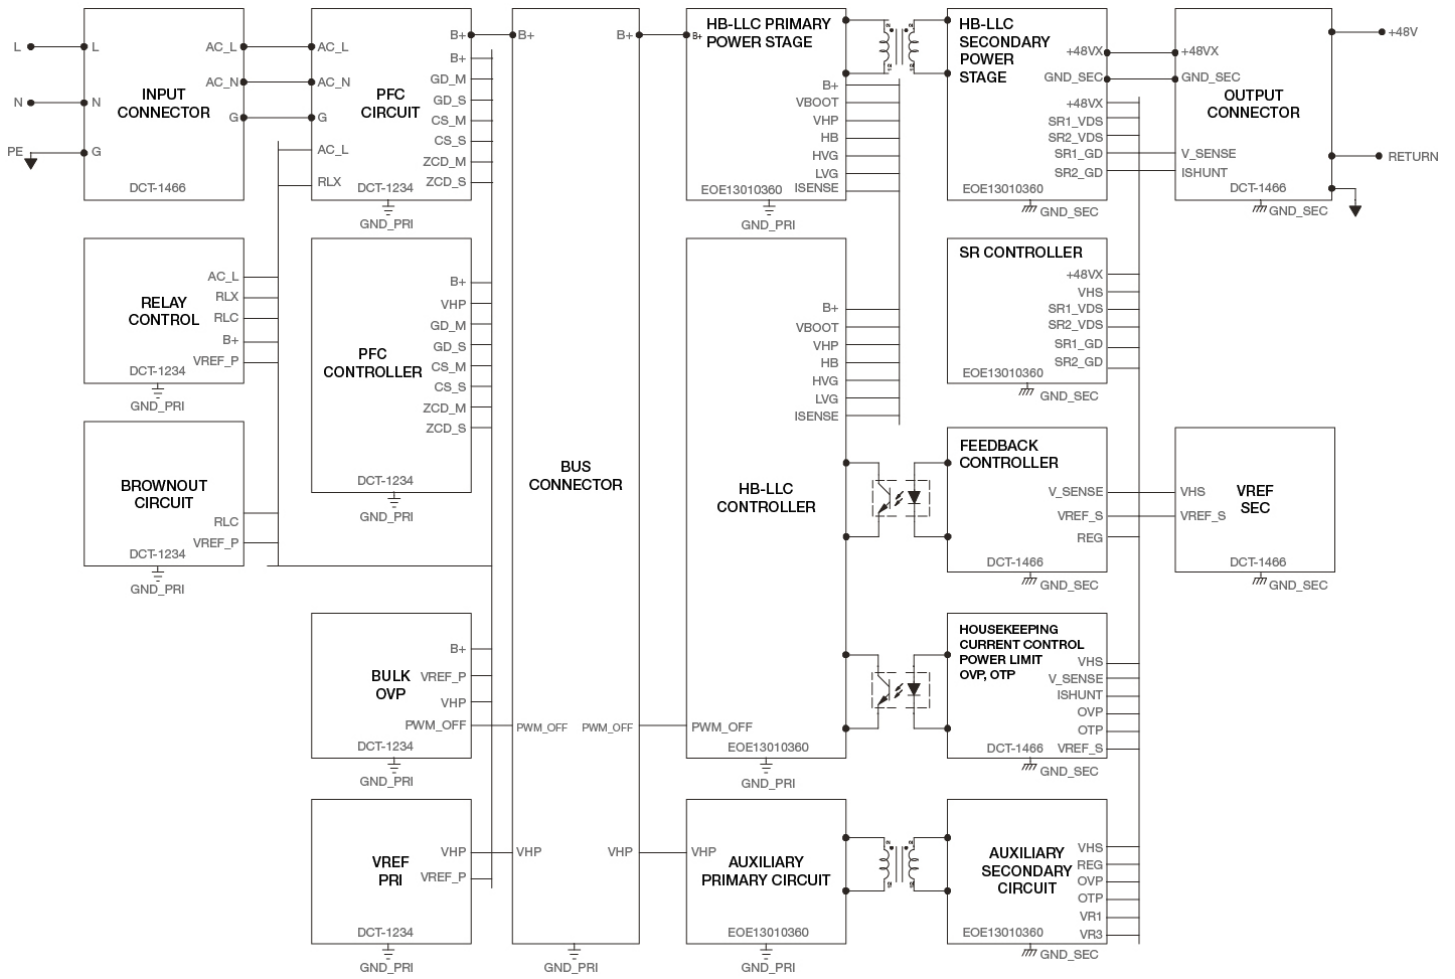 L
N
PE
L
N
G
AC_L
AC_N
G
INPUT
CONNECTOR
DCT-1466
AC_L
AC_N
G
AC_L
RLX
PFC
CIRCUIT
B+
B+
GD_M
GD_S
CS_M
CS_S
ZCD_M
ZCD_S
DCT-1234
GND_PRI
B+
B+
B+
HB-LLC PRIMARY
POWER STAGE
B+
VBOOT
VHP
HB
HVG
LVG
ISENSE
EOE13010360
GND_PRI
HB-LLC
SECONDARY
POWER
STAGE
+48VX
GND_SEC
+48VX
SR1_VDS
SR2_VDS
SR1_GD
SR2_GD
EOE13010360
GND_SEC
+48VX
GND_SEC
OUTPUT
CONNECTOR
V_SENSE
ISHUNT
DCT-1466
GND_SEC
+48V
RETURN
RELAY
CONTROL
AC_L
RLX
RLC
B+
VREF_P
DCT-1234
GND_PRI
PFC
CONTROLLER
B+
VHP
GD_M
GD_S
CS_M
CS_S
ZCD_M
ZCD_S
DCT-1234
GND_PRI
BROWNOUT
CIRCUIT
RLC
VREF_P
DCT-1234
GND_PRI
BUS
CONNECTOR
HB-LLC
CONTROLLER
B+
VBOOT
VHP
HB
HVG
LVG
ISENSE
SR CONTROLLER
+48VX
VHS
SR1_VDS
SR2_VDS
SR1_GD
SR2_GD
EOE13010360
GND_SEC
FEEDBACK
CONTROLLER
V_SENSE
VREF_S
REG
DCT-1466
GND_SEC
VHS
VREF_S
VREF
SEC
DCT-1466
GND_SEC
BULK
OVP
B+
VREF_P
VHP
PWM_OFF
DCT-1234
GND_PRI
PWM_OFF
PWM_OFF
PWM_OFF
EOE13010360
GND_PRI
HOUSEKEEPING
CURRENT CONTROL
POWER LIMIT
OVP, OTP
VHS
V_SENSE
ISHUNT
OVP
OTP
VREF_S
DCT-1466
GND_SEC
VREF
PRI
VHP
VREF_P
DCT-1234
GND_PRI
VHP
VHP
GND_PRI
VHP
AUXILIARY
PRIMARY CIRCUIT
EOE13010360
GND_PRI
AUXILIARY
SECONDARY
CIRCUIT
VHS
REG
OVP
OTP
VR1
VR3
EOE13010360
GND_SEC